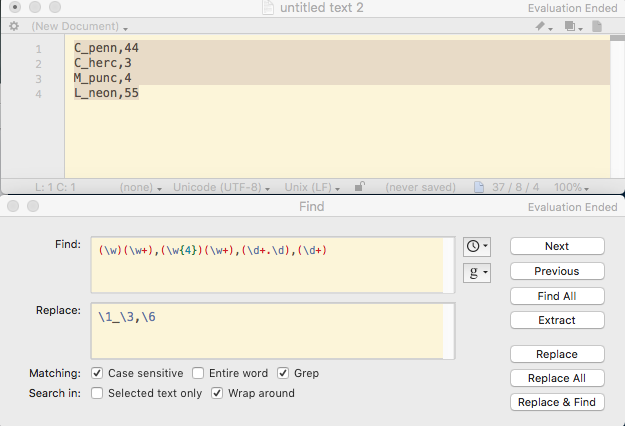 untitled text 2
Evaluation Ended
(New Document)
1 C_penn,44
2 C_herc,3
3 M_punc,4
4 L_neon,55
L: 1 C: 1 (none) Unicode (UTF-8) Unix (LF) (never saved) 37 / 8 / 4 100%
Find
Evaluation Ended
Find: (\w)(\w+),(\w{4})(\w+),(\d+.\d),(\d+)
g
Next
Previous
Find All
Extract
Replace: \1_\3,\6
Replace
Replace All
Replace & Find
Matching: Case sensitive Entire word Grep
Search in: Selected text only Wrap around